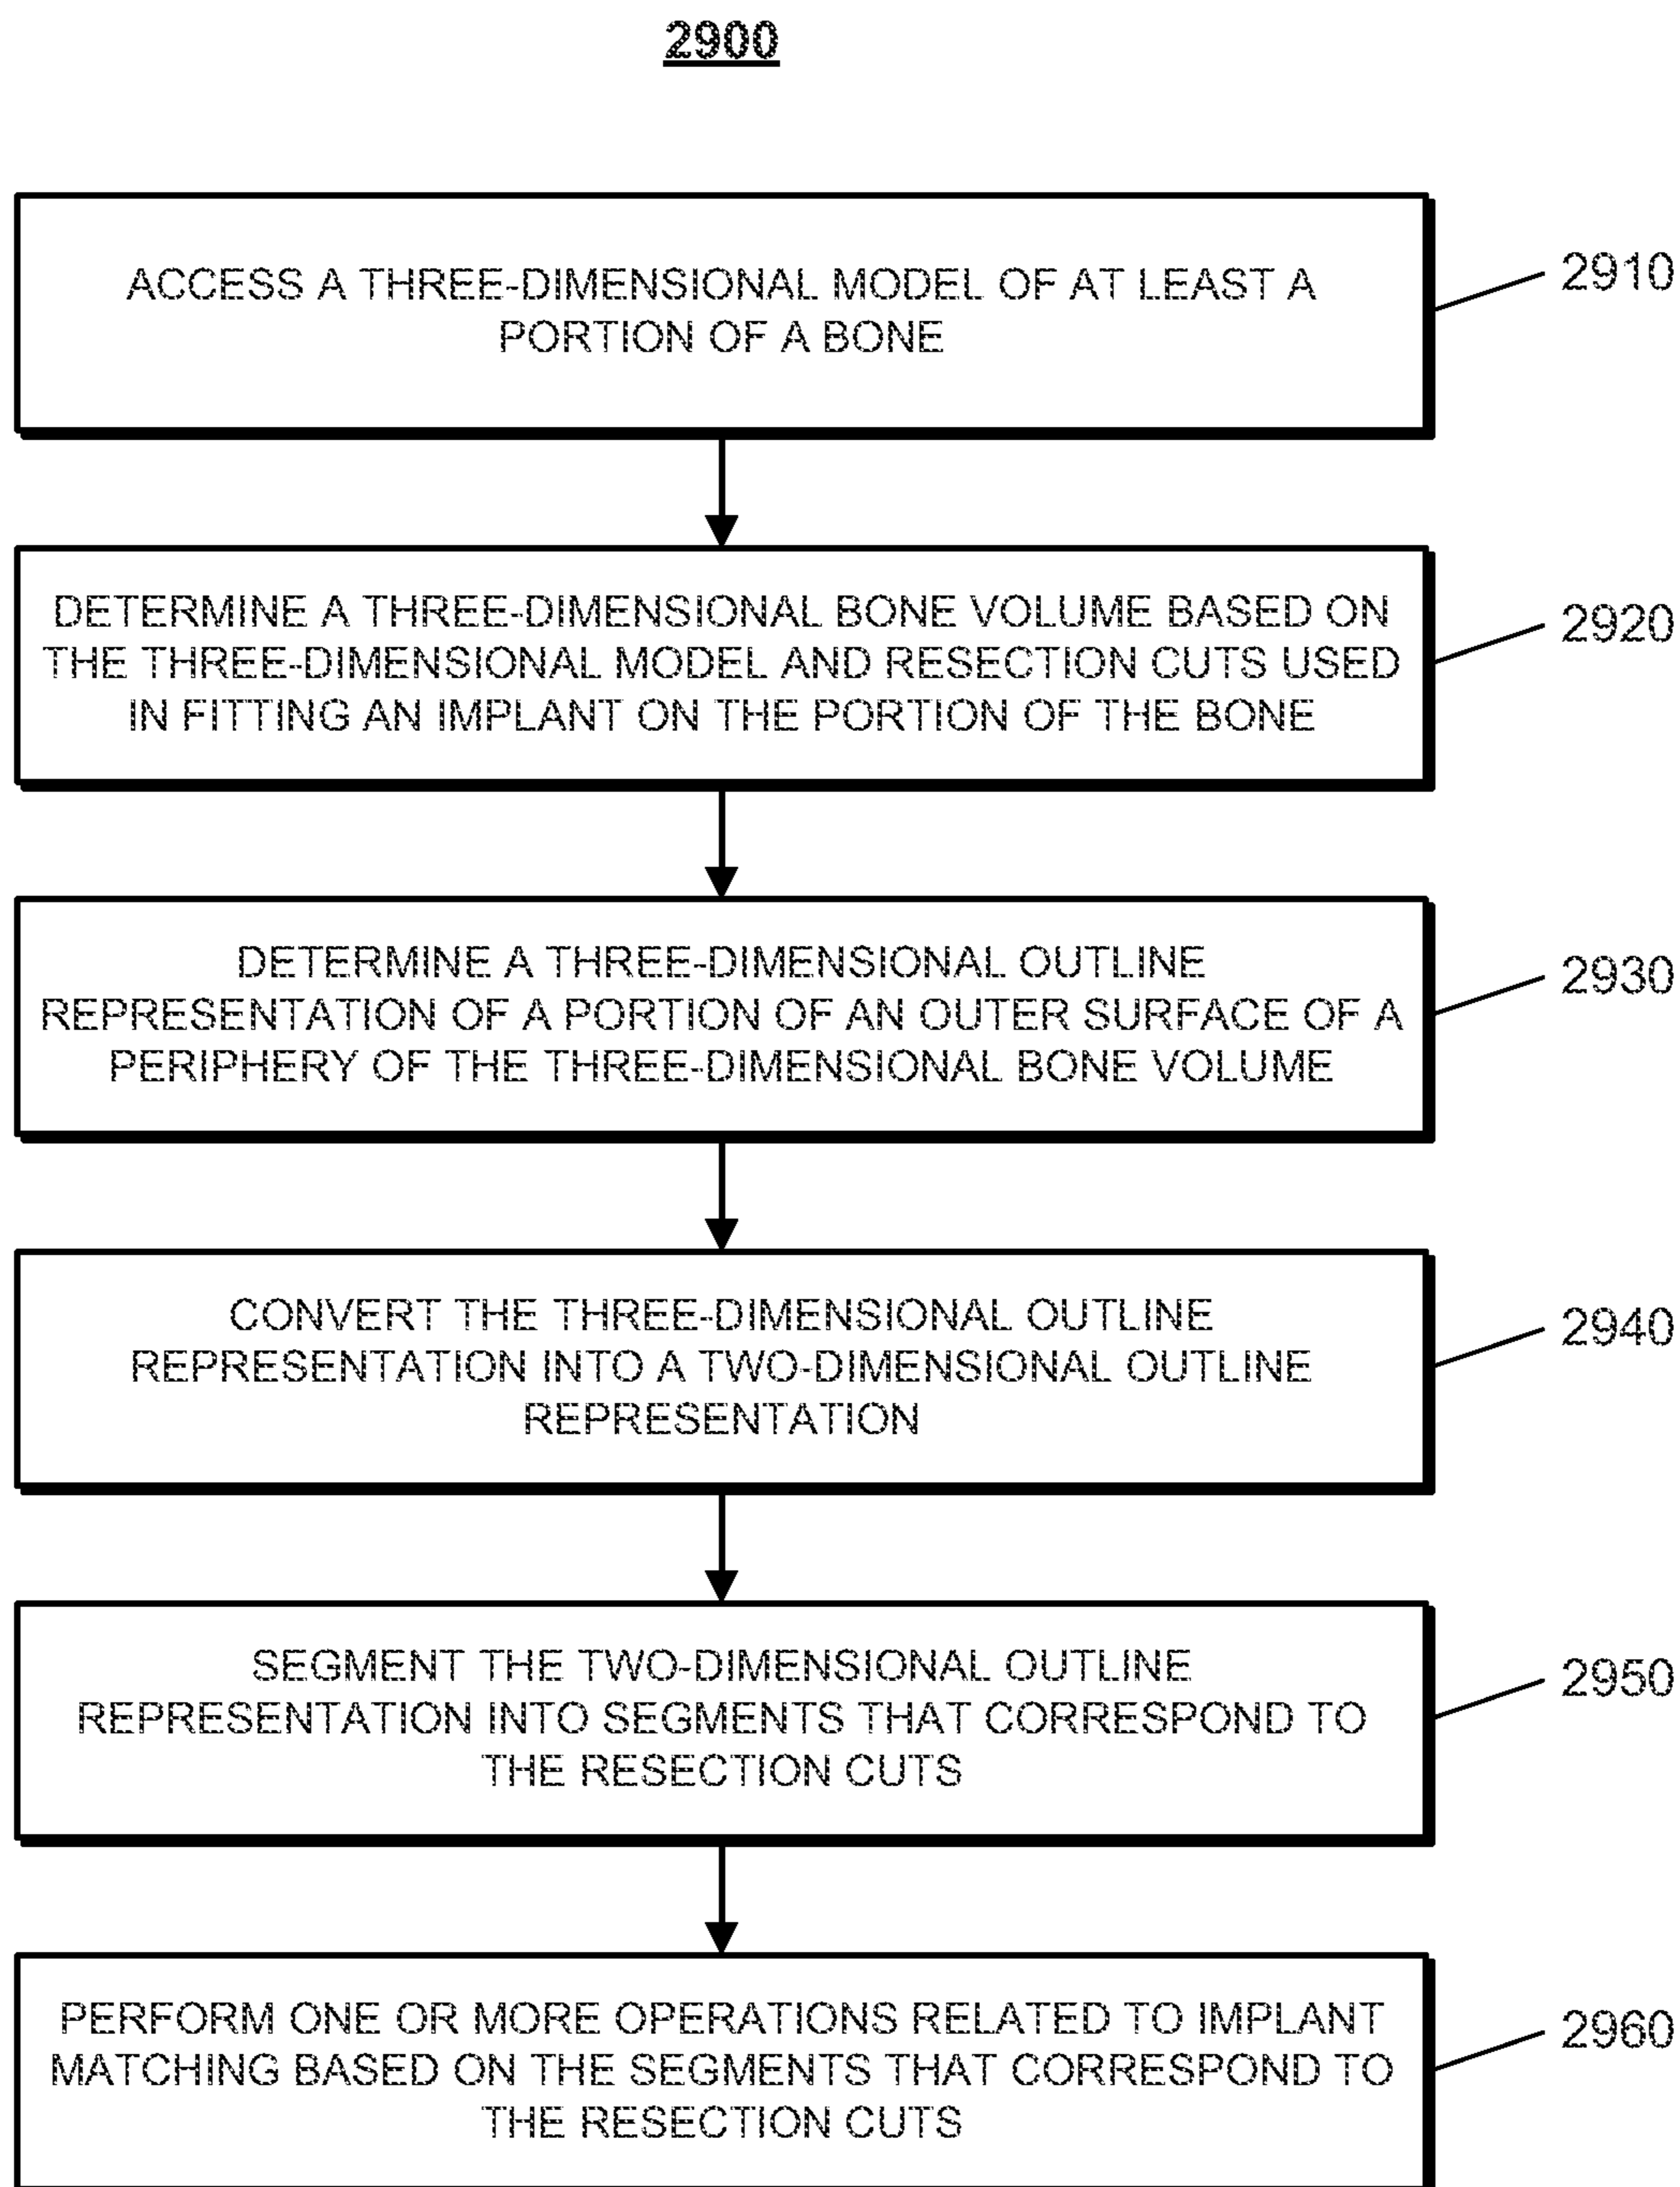 2900
ACCESS A THREE-DIMENSIONAL MODEL OF AT LEAST A
PORTION OF A BONE
2910
DETERMINE A THREE-DIMENSIONAL BONE VOLUME BASED ON
THE THREE-DIMENSIONAL MODEL AND RESECTION CUTS USED
IN FITTING AN IMPLANT ON THE PORTION OF THE BONE
2920
DETERMINE A THREE-DIMENSIONAL OUTLINE
REPRESENTATION OF A PORTION OF AN OUTER SURFACE OF A
PERIPHERY OF THE THREE-DIMENSIONAL BONE VOLUME
2930
CONVERT THE THREE-DIMENSIONAL OUTLINE
REPRESENTATION INTO A TWO-DIMENSIONAL OUTLINE
REPRESENTATION
2940
SEGMENT THE TWO-DIMENSIONAL OUTLINE
REPRESENTATION INTO SEGMENTS THAT CORRESPOND TO
THE RESECTION CUTS
2950
PERFORM ONE OR MORE OPERATIONS RELATED TO IMPLANT
MATCHING BASED ON THE SEGMENTS THAT CORRESPOND TO
THE RESECTION CUTS
2960